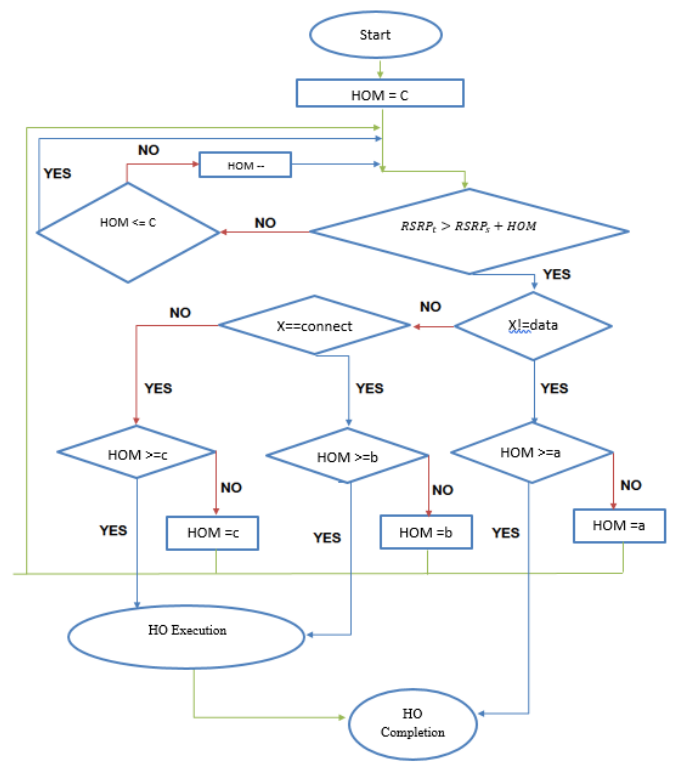 Start
HOM = C
NO
YES
HOM --
HOM <= C
NO
RSRPₜ > RSRPₛ + HOM
YES
NO
NO
X==connect
X!=data
YES
YES
YES
HOM >=c
HOM >=b
HOM >=a
NO
NO
NO
YES
HOM =c
YES
HOM =b
YES
HOM =a
HO Execution
HO
Completion